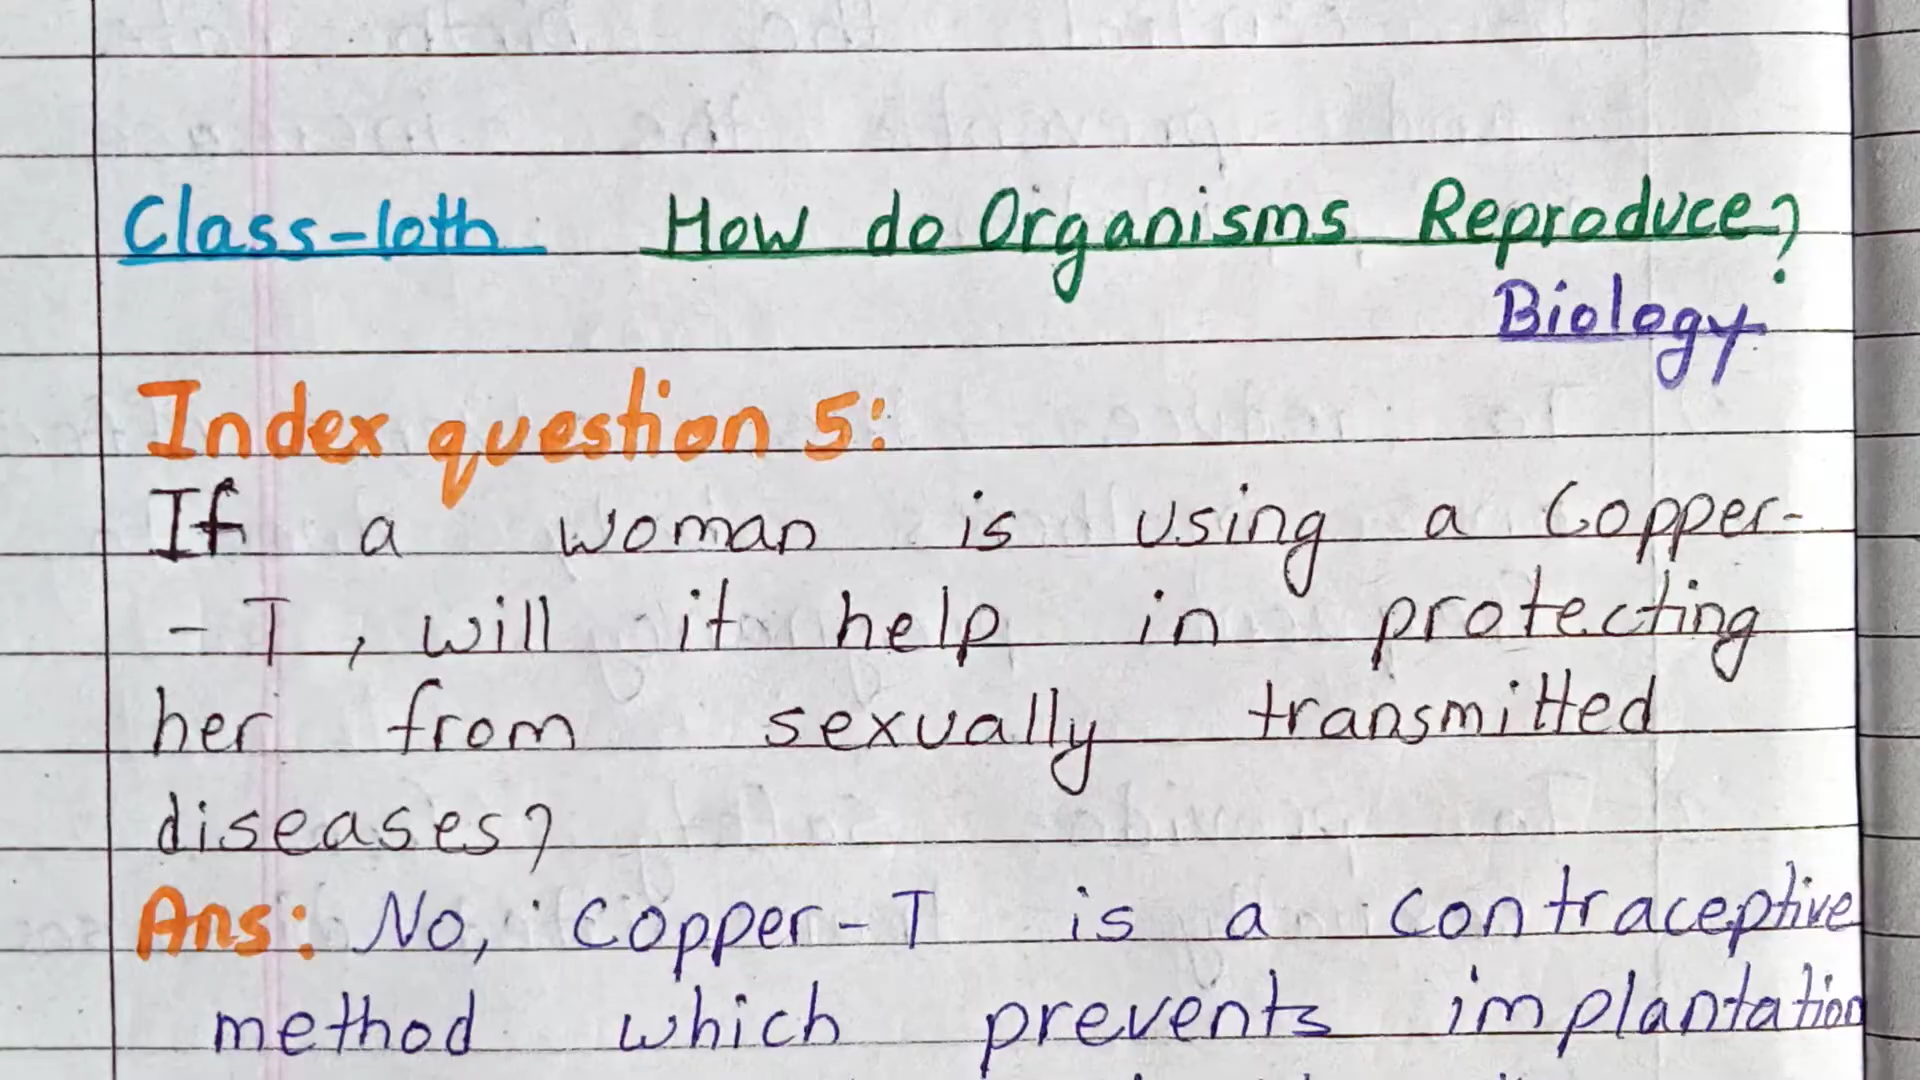 Class-10th How do Organisms Reproduce?
Biology
Index question 5:
If a woman is using a Copper-
- T, will it help in protecting
her from sexually transmitted
diseases?
Ans: No, Copper-T is a contraceptive
method which prevents implantation